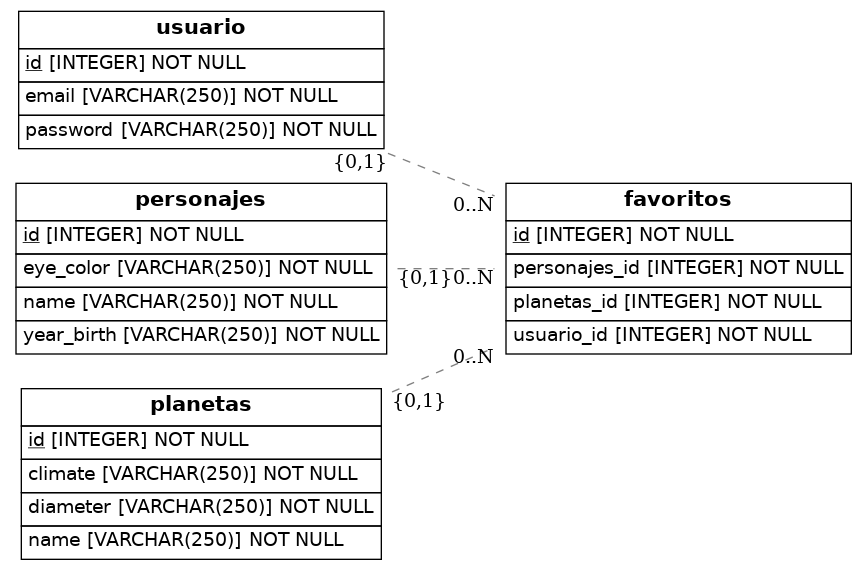 usuario
id [INTEGER] NOT NULL
email [VARCHAR(250)] NOT NULL
password [VARCHAR(250)] NOT NULL
{0,1}
0..N
personajes
id [INTEGER] NOT NULL
eye_color [VARCHAR(250)] NOT NULL
name [VARCHAR(250)] NOT NULL
year_birth [VARCHAR(250)] NOT NULL
{0,1}
0..N
favoritos
id [INTEGER] NOT NULL
personajes_id [INTEGER] NOT NULL
planetas_id [INTEGER] NOT NULL
usuario_id [INTEGER] NOT NULL
0..N
{0,1}
planetas
id [INTEGER] NOT NULL
climate [VARCHAR(250)] NOT NULL
diameter [VARCHAR(250)] NOT NULL
name [VARCHAR(250)] NOT NULL